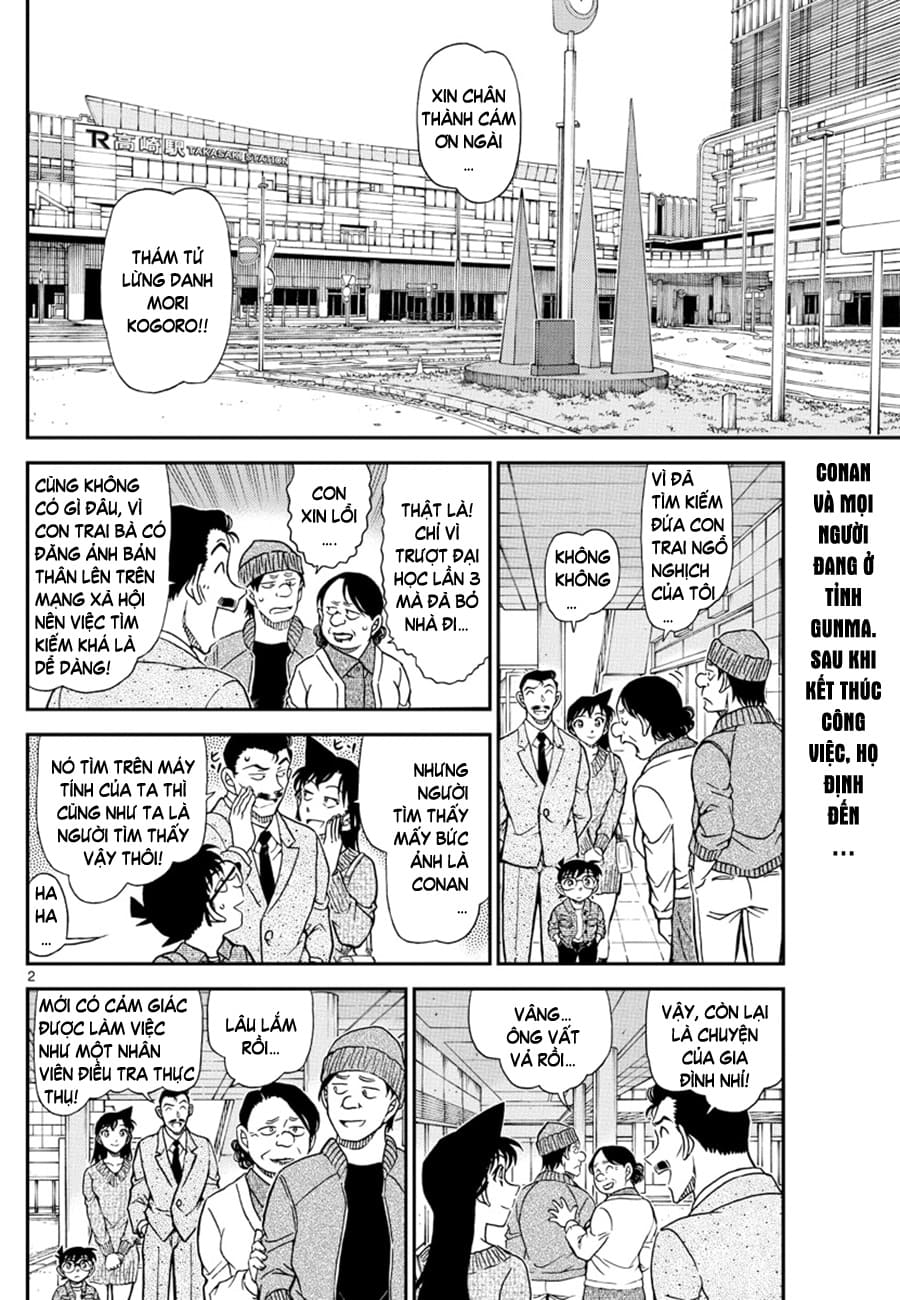 XIN CHÂN
THÀNH CÁM
ƠN NGÀI
...
TR高崎駅 TAKASAKI STATION
THÁM TỬ
LỪNG DANH
MORI
KOGORO!!
CONAN
VÀ MỌI
NGƯỜI
ĐANG Ở
TỈNH
GUNMA.
SAU KHI
KẾT THÚC
CÔNG
VIỆC, HỌ
ĐỊNH
ĐẾN
...
VÌ ĐÃ
TÌM KIẾM
ĐỨA CON
TRAI NGỖ
NGHỊCH CỦA
TÔI
...
KHÔNG
KHÔNG
...
THẬT LÀ!
CHỈ VÌ
TRƯỢT ĐẠI
HỌC LẦN 3
MÀ ĐÃ BỎ
NHÀ ĐI...
CON
XIN LỖI
....
CŨNG KHÔNG
CÓ GÌ ĐÂU, VÌ
CON TRAI BÀ CÓ
ĐĂNG ẢNH BẢN
THÂN LÊN TRÊN
MẠNG XÃ HỘI
NÊN VIỆC TÌM
KIẾM KHÁ LÀ
DỄ DÀNG!
NHƯNG
NGƯỜI
TÌM THẤY
MẤY BỨC
ẢNH LÀ
CONAN
...
NÓ TÌM TRÊN MÁY
TÍNH CỦA TA THÌ
CŨNG NHƯ TA LÀ
NGƯỜI TÌM THẤY
VẬY THÔI!
HA
HA
...
2
VẬY, CÒN LẠI
LÀ CHUYỆN
CỦA GIA
ĐÌNH NHÍ!
VÂNG...
ÔNG VẤT
VẢ RỒI...
LÂU LẮM
RỒI...
MỚI CÓ CẢM GIÁC
ĐƯỢC LÀM VIỆC
NHƯ MỘT NHÂN
VIÊN ĐIỀU TRA THỰC
THỤ!